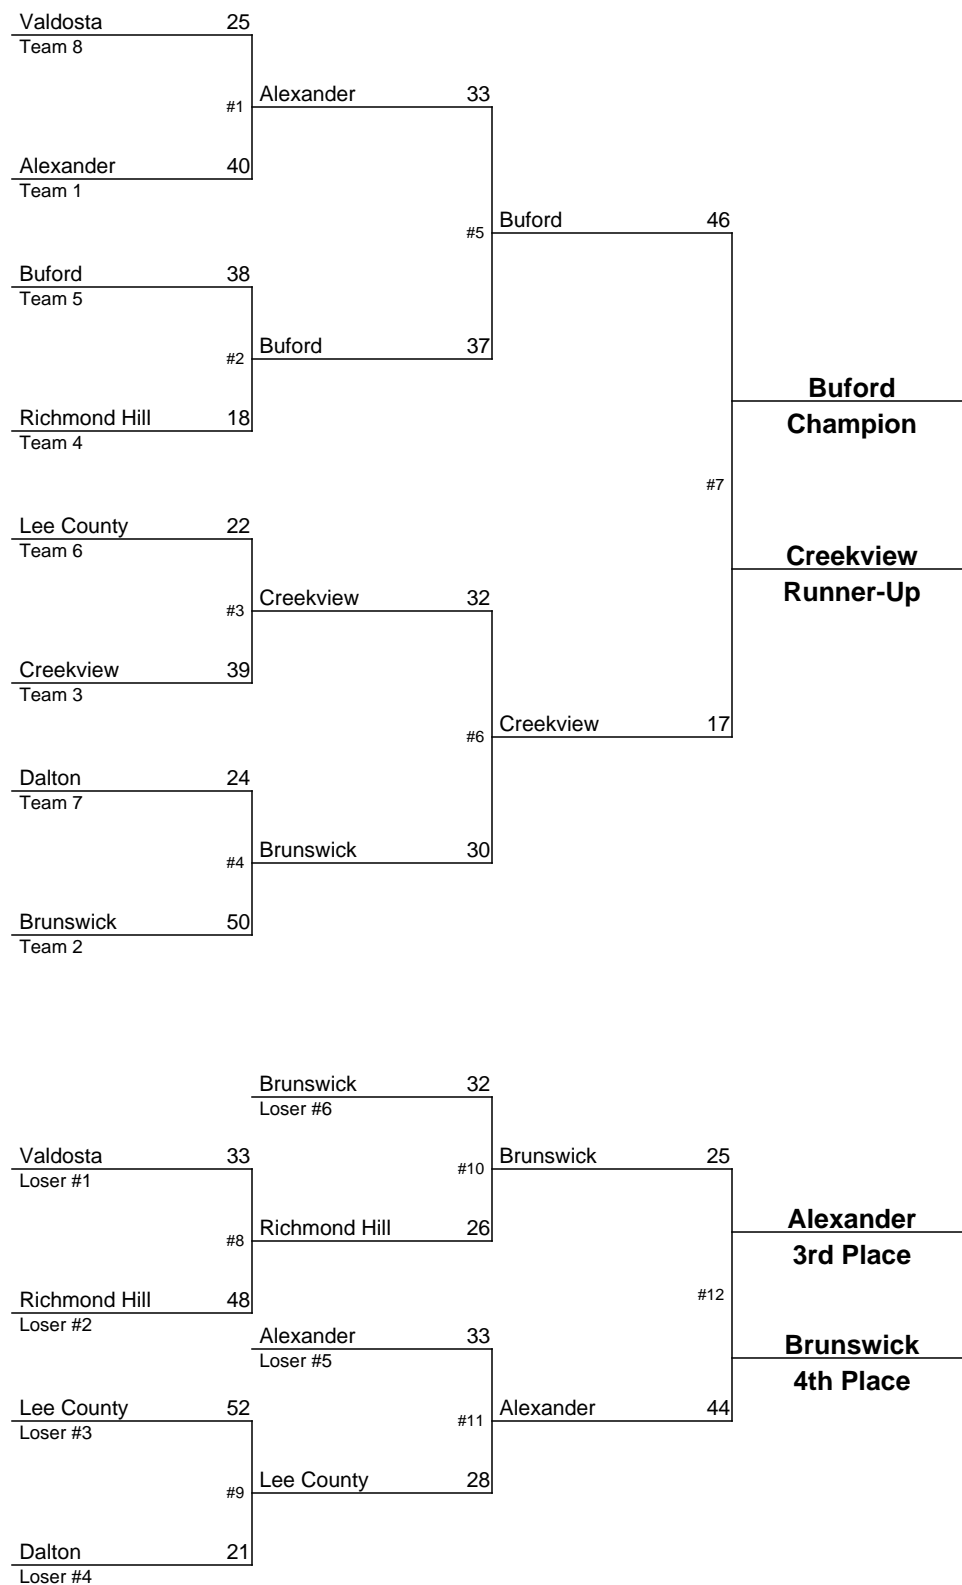 Valdosta 25
Team 8
#1
Alexander 33
Alexander 40
Team 1
#5
Buford 46
Buford 38
Team 5
#2
Buford 37
Buford
Champion
Richmond Hill 18
Team 4
#7
Lee County 22
Team 6
Creekview
Runner-Up
#3
Creekview 32
Creekview 39
Team 3
#6
Creekview 17
Dalton 24
Team 7
#4
Brunswick 30
Brunswick 50
Team 2
Brunswick 32
Loser #6
Valdosta 33
Loser #1
#10
Brunswick 25
#8
Richmond Hill 26
Alexander
3rd Place
Richmond Hill 48
Loser #2
#12
Alexander 33
Loser #5
Brunswick
4th Place
Lee County 52
Loser #3
#11
Alexander 44
#9
Lee County 28
Dalton 21
Loser #4